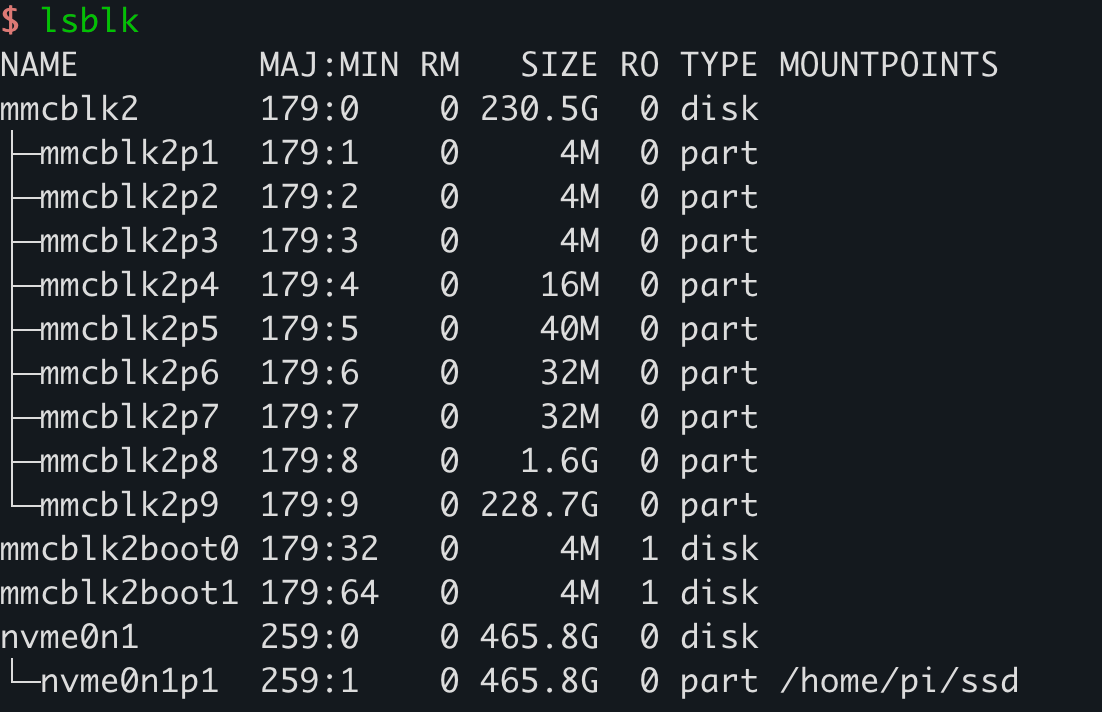 $ lsblk
NAME         MAJ:MIN RM   SIZE RO TYPE MOUNTPOINTS
mmcblk2      179:0    0 230.5G  0 disk
├─mmcblk2p1  179:1    0     4M  0 part
├─mmcblk2p2  179:2    0     4M  0 part
├─mmcblk2p3  179:3    0     4M  0 part
├─mmcblk2p4  179:4    0    16M  0 part
├─mmcblk2p5  179:5    0    40M  0 part
├─mmcblk2p6  179:6    0    32M  0 part
├─mmcblk2p7  179:7    0    32M  0 part
├─mmcblk2p8  179:8    0   1.6G  0 part
└─mmcblk2p9  179:9    0 228.7G  0 part
mmcblk2boot0 179:32   0     4M  1 disk
mmcblk2boot1 179:64   0     4M  1 disk
nvme0n1      259:0    0 465.8G  0 disk
└─nvme0n1p1  259:1    0 465.8G  0 part /home/pi/ssd